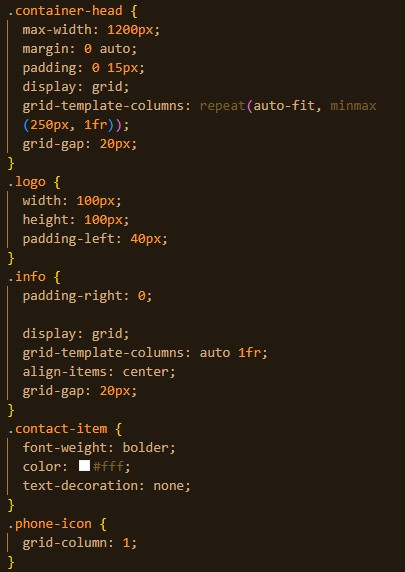 .container-head {
max-width: 1200px;
margin: 0 auto;
padding: 0 15px;
display: grid;
grid-template-columns: repeat(auto-fit, minmax
(250px, 1fr));
grid-gap: 20px;
}
.logo {
width: 100px;
height: 100px;
padding-left: 40px;
}
.info {
padding-right: 0;
display: grid;
grid-template-columns: auto 1fr;
align-items: center;
grid-gap: 20px;
}
.contact-item {
font-weight: bolder;
color: #fff;
text-decoration: none;
}
.phone-icon {
grid-column: 1;
}